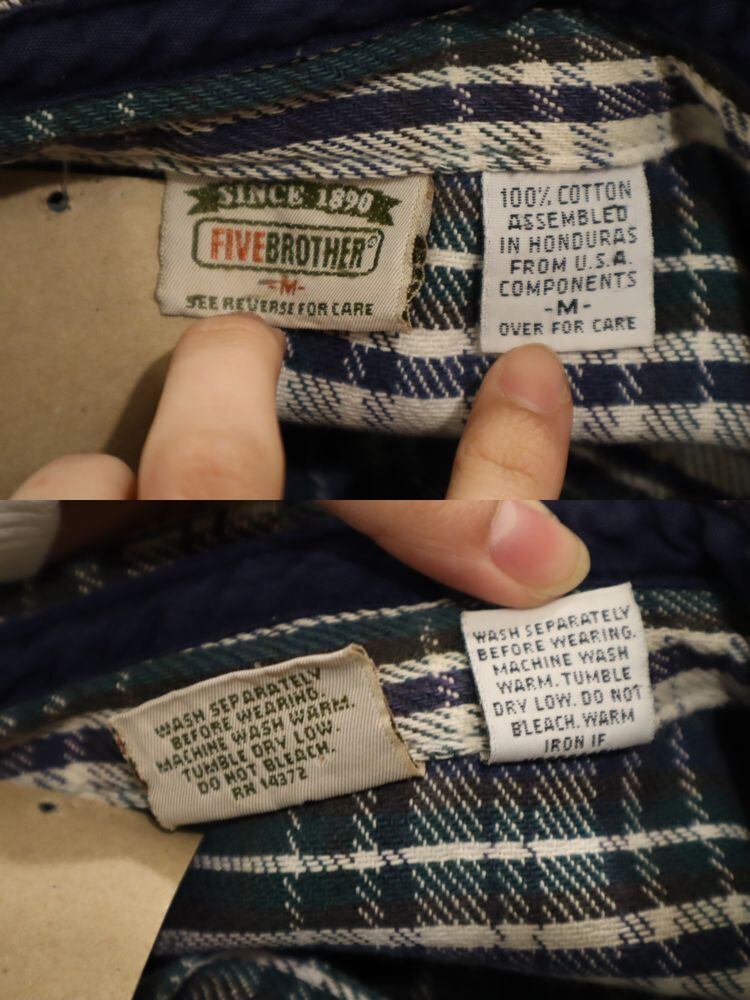 SINCE 1890
FIVEBROTHER®
-M-
SEE REVERSE FOR CARE
100% COTTON
ASSEMBLED
IN HONDURAS
FROM U.S.A.
COMPONENTS
-M-
OVER FOR CARE
WASH SEPARATELY
BEFORE WEARING.
MACHINE WASH WARM.
TUMBLE DRY LOW.
DO NOT BLEACH.
RN 14372
WASH SEPARATELY
BEFORE WEARING.
MACHINE WASH
WARM. TUMBLE
DRY LOW. DO NOT
BLEACH. WARM
IRON IF